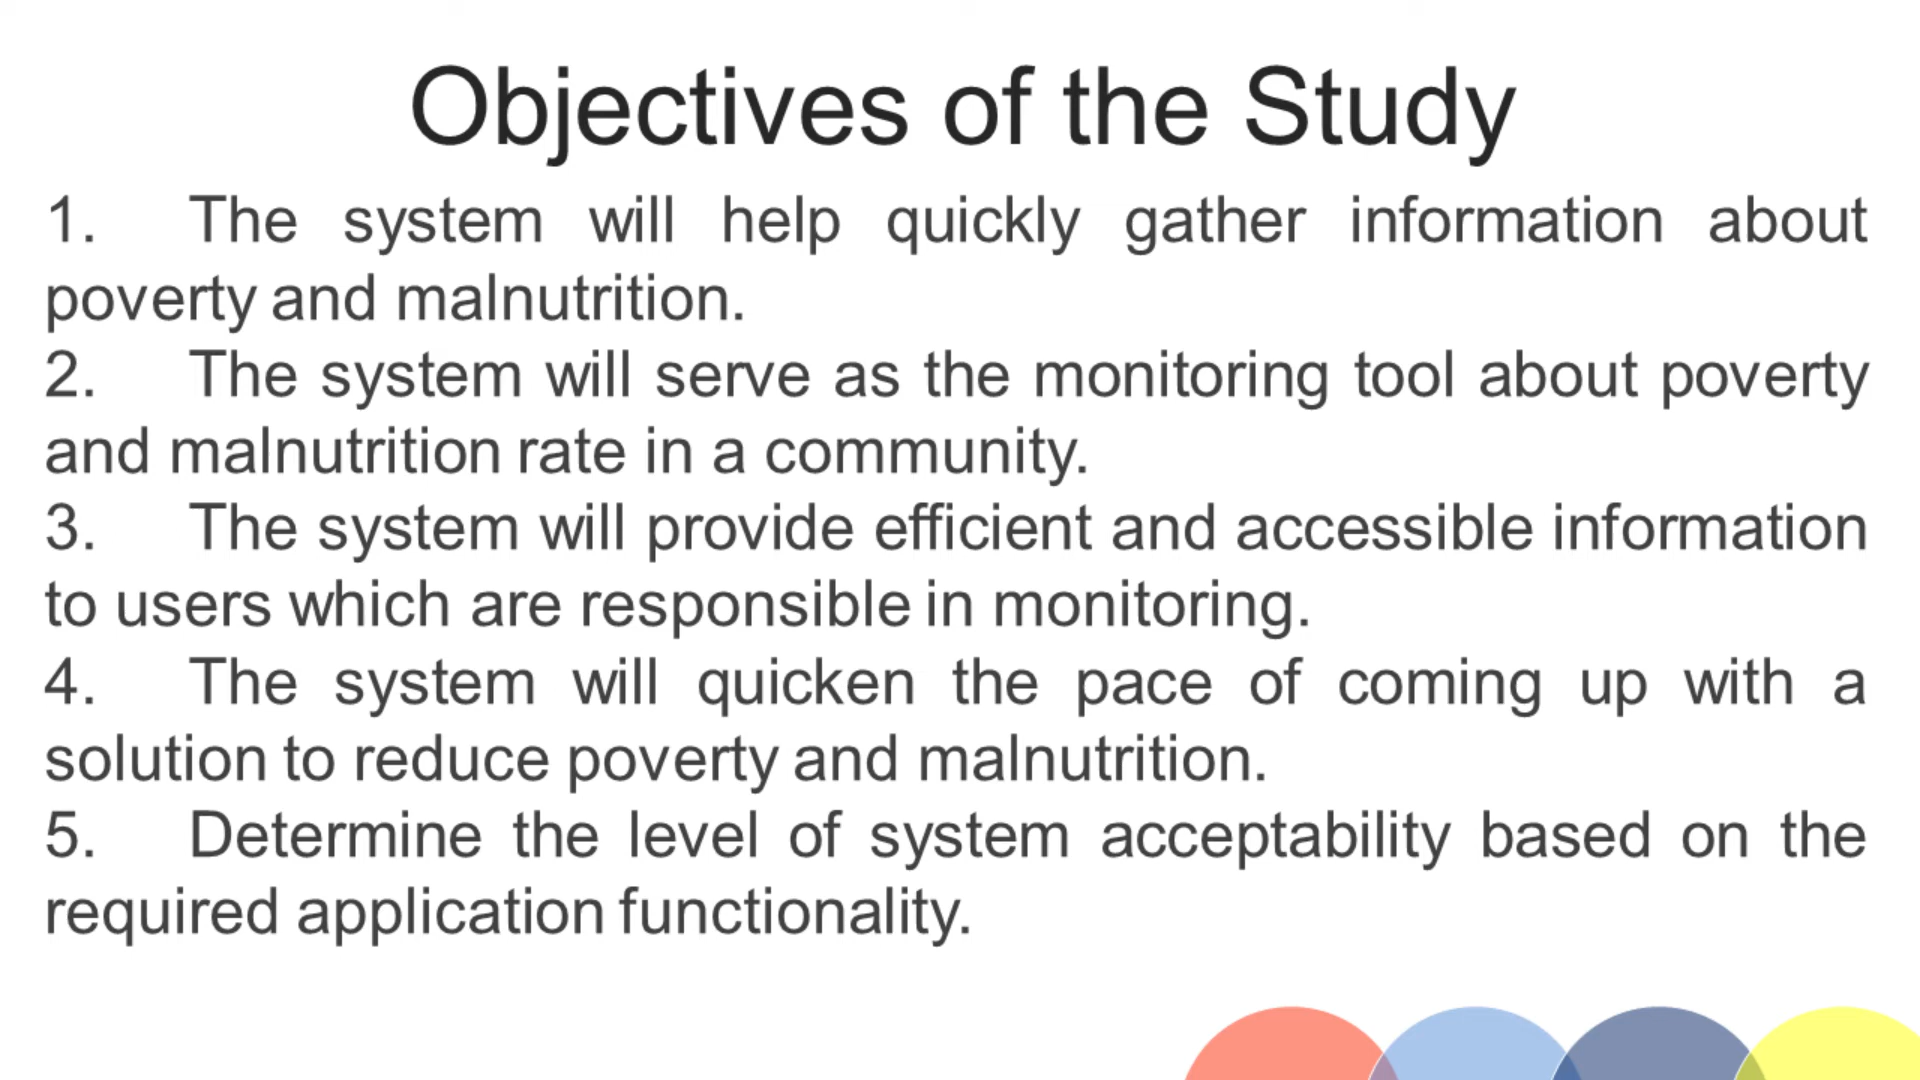 Objectives of the Study
1. The system will help quickly gather information about
poverty and malnutrition.
2. The system will serve as the monitoring tool about poverty
and malnutrition rate in a community.
3. The system will provide efficient and accessible information
to users which are responsible in monitoring.
4. The system will quicken the pace of coming up with a
solution to reduce poverty and malnutrition.
5. Determine the level of system acceptability based on the
required application functionality.